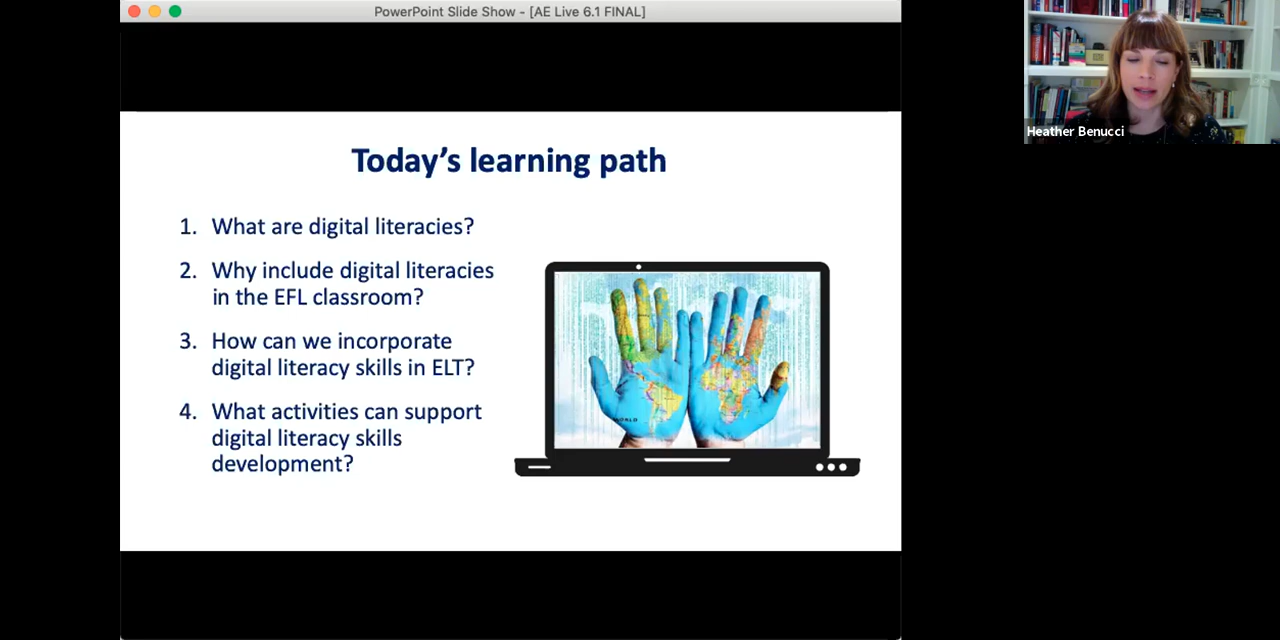 PowerPoint Slide Show - [AE Live 6.1 FINAL]
Heather Benucci
Today's learning path
1. What are digital literacies?
2. Why include digital literacies
in the EFL classroom?
3. How can we incorporate
digital literacy skills in ELT?
4. What activities can support
digital literacy skills
development?
WORLD